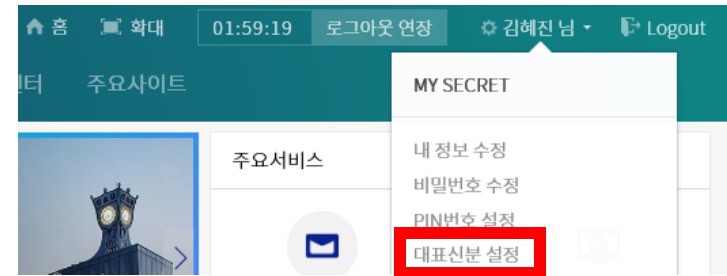 홈 확대 01:59:19 로그아웃 연장 김혜진 님 Logout
터 주요사이트
MY SECRET
주요서비스
내 정보 수정
비밀번호 수정
PIN번호 설정
대표신분 설정